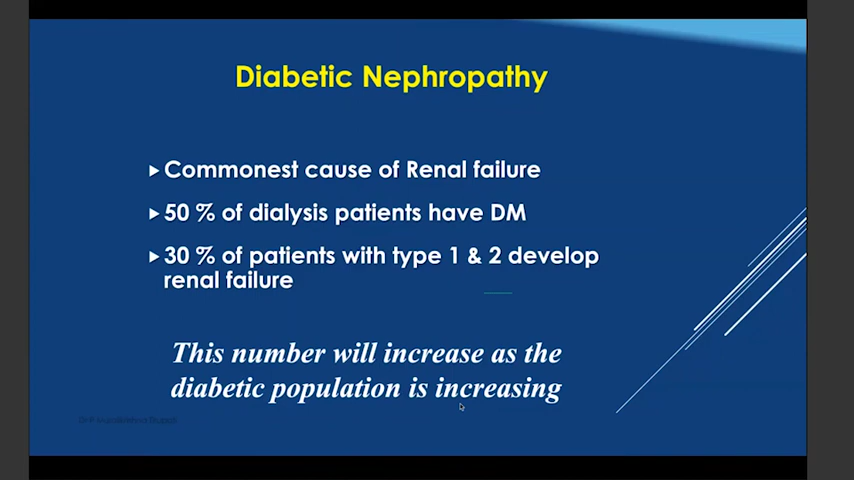 Diabetic Nephropathy
Commonest cause of Renal failure
50 % of dialysis patients have DM
30 % of patients with type 1 & 2 develop
renal failure
This number will increase as the
diabetic population is increasing